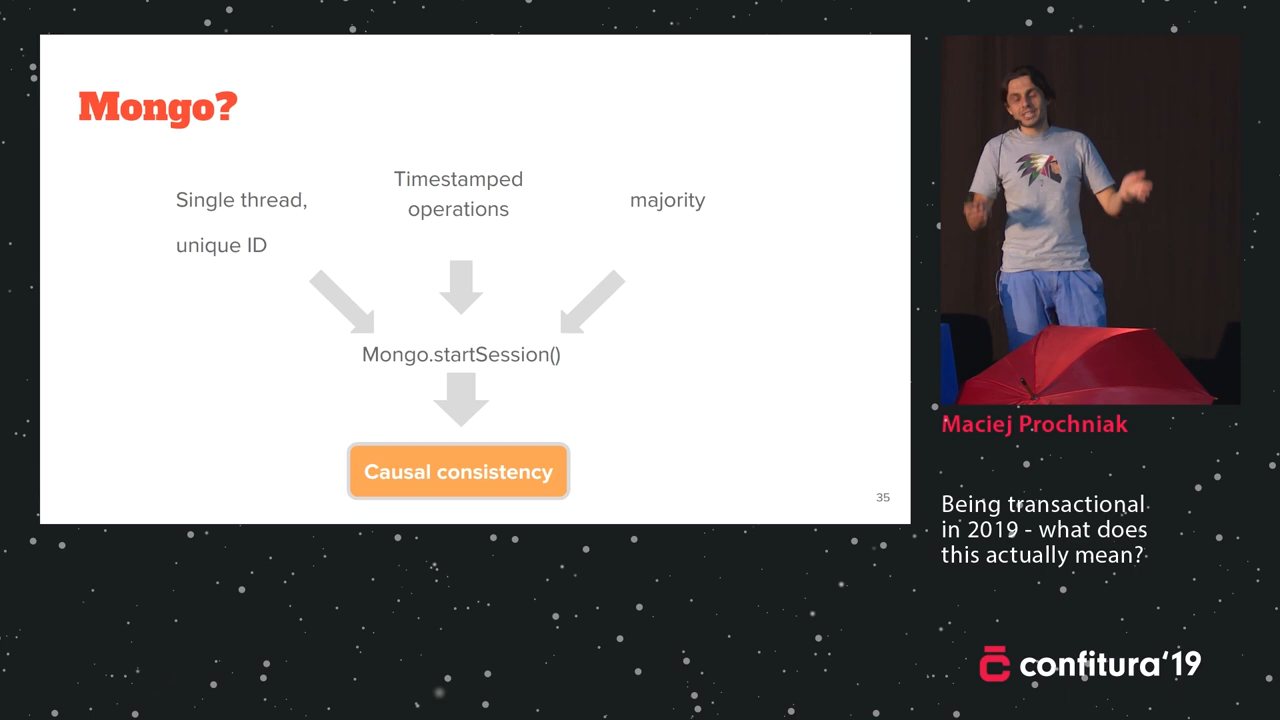 Mongo?
Single thread,
unique ID
Timestamped
operations
majority
Mongo.startSession()
Causal consistency
35
Maciej Prochniak
Being transactional
in 2019 - what does
this actually mean?
confitura'19